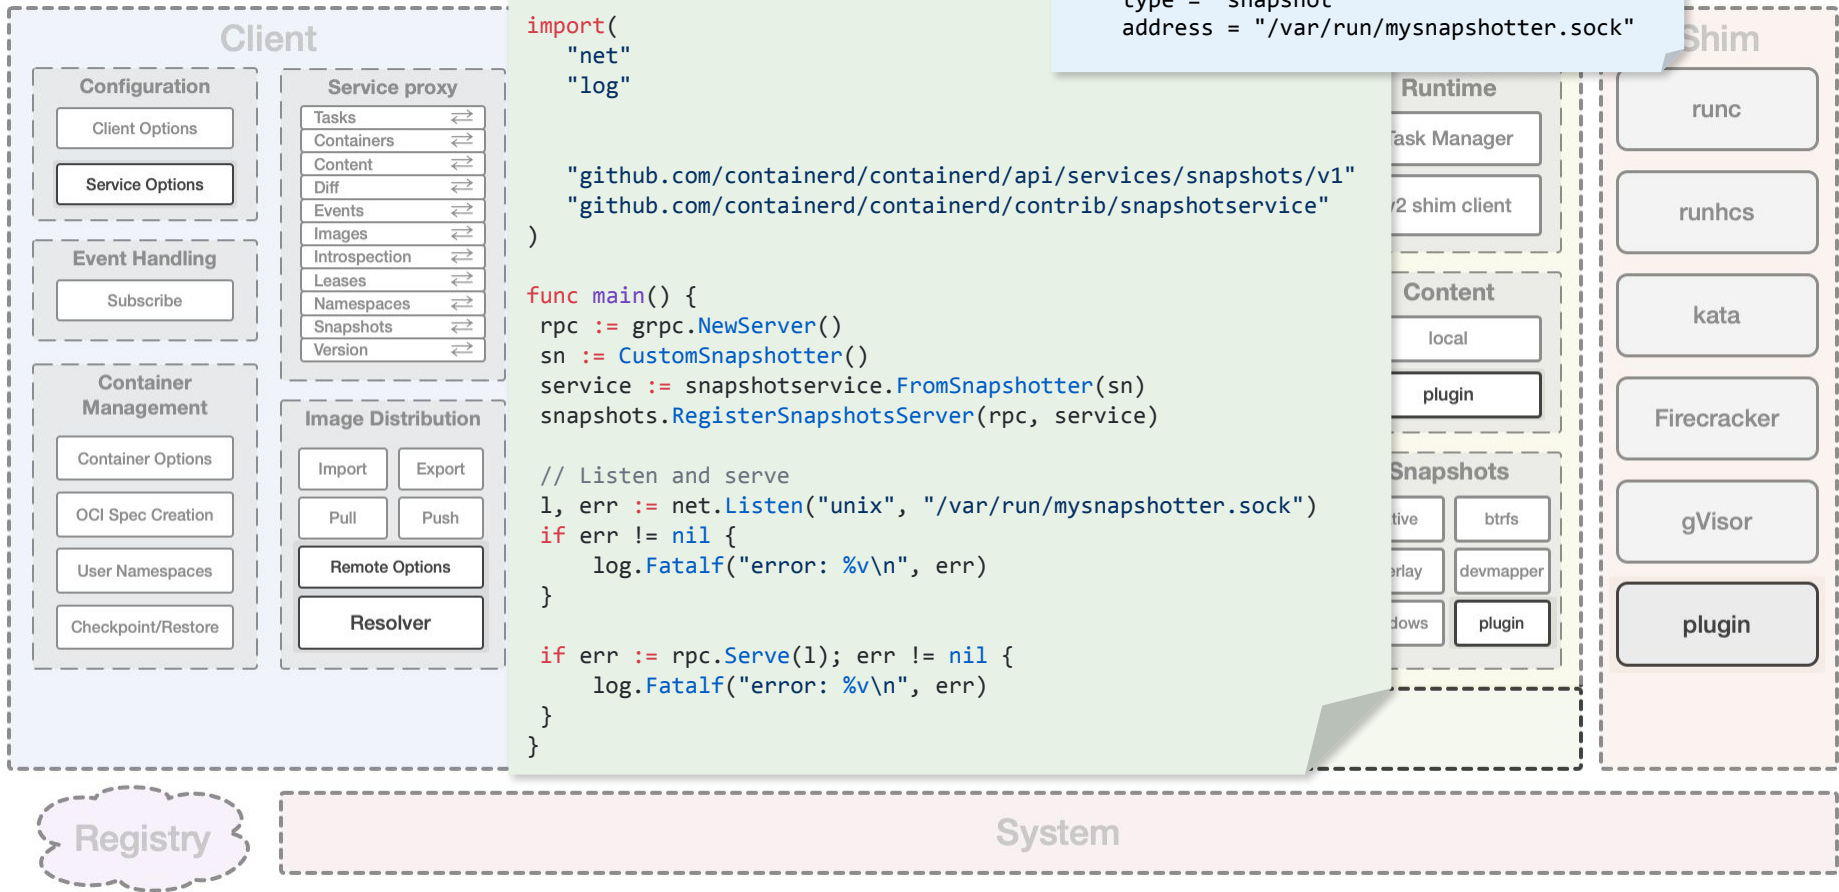 Client
Configuration
Client Options
Service Options
Event Handling
Subscribe
Container
Management
Container Options
OCI Spec Creation
User Namespaces
Checkpoint/Restore
Service proxy
Tasks
Containers
Content
Diff
Events
Images
Introspection
Leases
Namespaces
Snapshots
Version
Image Distribution
Import
Export
Pull
Push
Remote Options
Resolver
import(
"net"
"log"
"github.com/containerd/containerd/api/services/snapshots/v1"
"github.com/containerd/containerd/contrib/snapshotservice"
)
func main() {
rpc := grpc.NewServer()
sn := CustomSnapshotter()
service := snapshotservice.FromSnapshotter(sn)
snapshots.RegisterSnapshotsServer(rpc, service)
// Listen and serve
l, err := net.Listen("unix", "/var/run/mysnapshotter.sock")
if err != nil {
log.Fatalf("error: %v\n", err)
}
if err := rpc.Serve(l); err != nil {
log.Fatalf("error: %v\n", err)
}
}
type = "snapshot"
address = "/var/run/mysnapshotter.sock"
Runtime
Task Manager
v2 shim client
Content
local
plugin
Snapshots
btrfs
devmapper
plugin
Shim
runc
runhcs
kata
Firecracker
gVisor
plugin
Registry
System